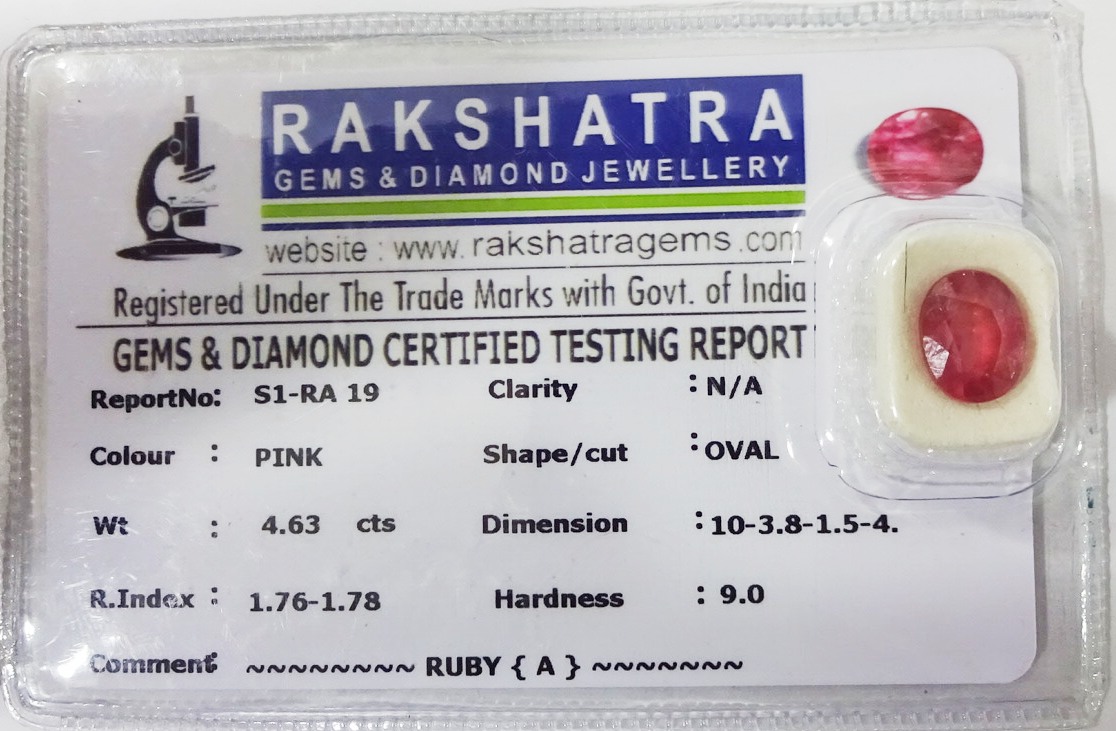 RAKSHATRA
GEMS & DIAMOND JEWELLERY
website : www. rakshatragems .com
Registered Under The Trade Marks with Govt. of India
GEMS & DIAMOND CERTIFIED TESTING REPORT
ReportNo: S1-RA 19 Clarity : N/A
Colour : PINK Shape/cut : OVAL
Wt : 4.63 cts Dimension : 10-3.8-1.5-4.
R.Index : 1.76-1.78 Hardness : 9.0
Comment: ~~~~~~~~ RUBY { A } ~~~~~~~